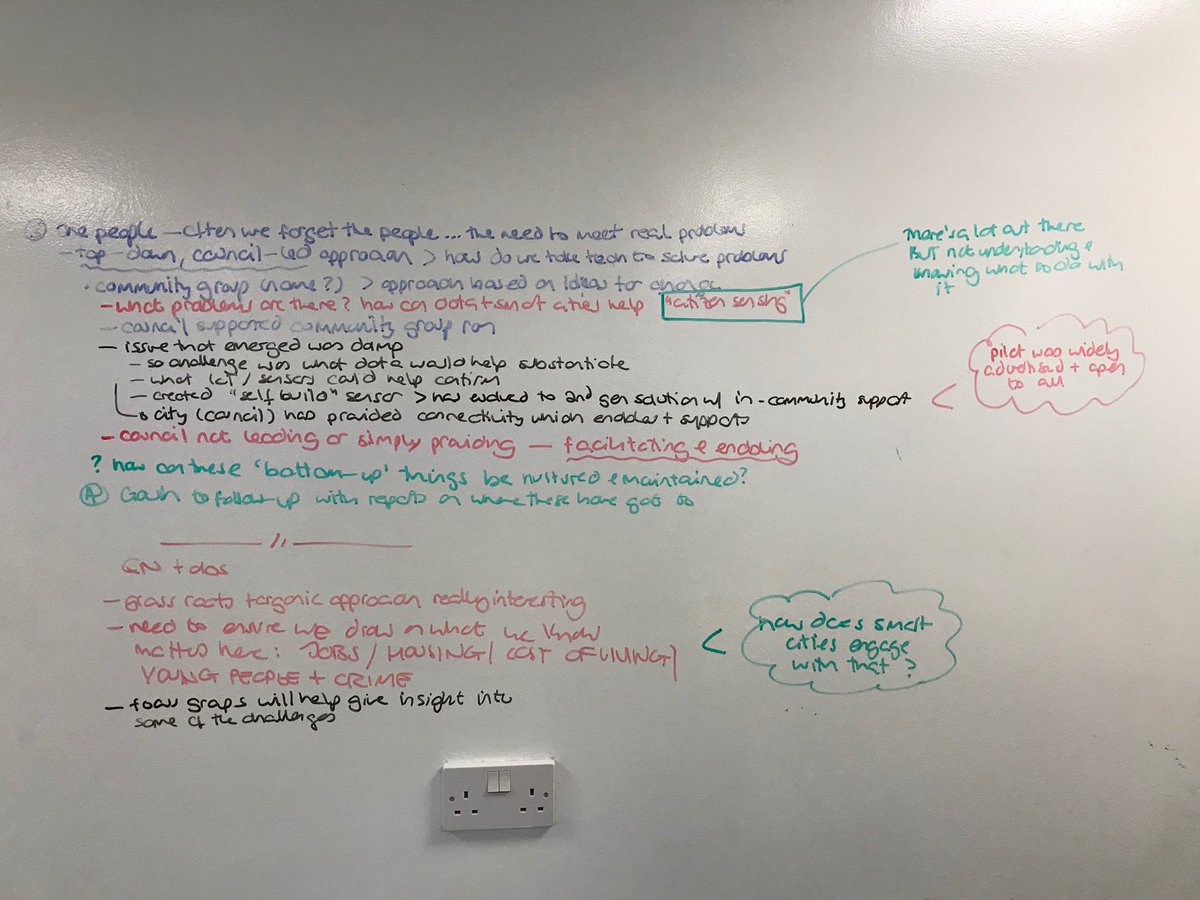 ③ The people – often we forget the people ... the need to meet real problems
– top-down, council-led approach > how do we take tech to solve problems
· community group (name?) > approach based on ideas for change
– what problems are there? how can data + smart cities help "citizen sensing"
There's a lot out there
But not understanding &
knowing what to do with
it
– council supported community group run
– issue that emerged was damp
– so challenge was what data would help substantiate
– what ICT / sensors could help confirm
– created "self build" sensor > has evolved to 2nd gen solution w/ in-community support
↳ city (council) has provided connectivity which enables + supports
pilot was widely
advertised + open
to all
– council not leading or simply providing – facilitating & enabling
? how can these 'bottom-up' things be nurtured & maintained?
Ⓐ to follow-up with reports on where these have got to
– // –
+ dos
– grass roots + organic approach really interesting
– need to ensure we draw on what we know
matters here: JOBS / HOUSING / COST OF LIVING /
YOUNG PEOPLE + CRIME
how does smart
cities engage
with that?
– focus groups will help give insight into
some of the challenges